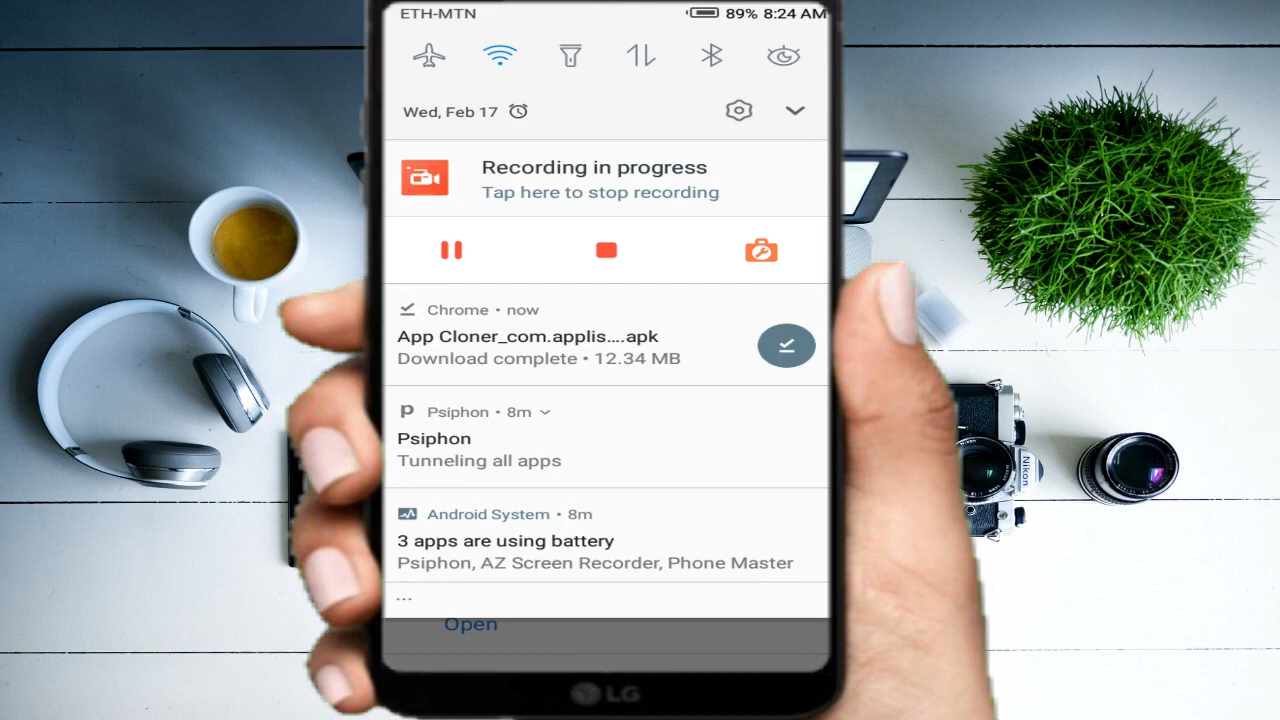 ETH-MTN 89% 8:24 AM
Wed, Feb 17
Recording in progress
Tap here to stop recording
Chrome • now
App Cloner_com.applis....apk
Download complete • 12.34 MB
Psiphon • 8m
Psiphon
Tunneling all apps
Android System • 8m
3 apps are using battery
Psiphon, AZ Screen Recorder, Phone Master
...
Open
LG
Nikon